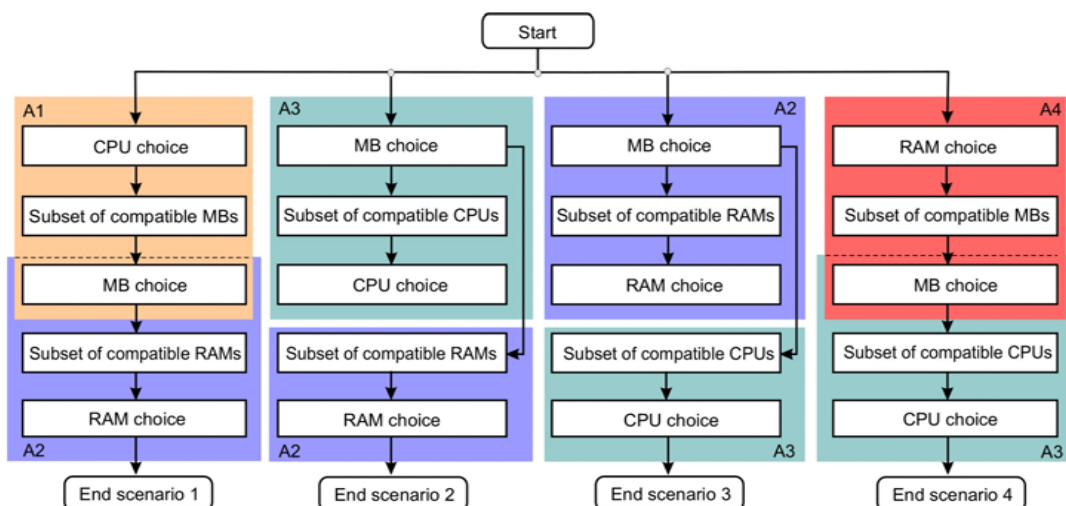 Start
A1
CPU choice
Subset of compatible MBs
MB choice
Subset of compatible RAMs
RAM choice
A2
End scenario 1
A3
MB choice
Subset of compatible CPUs
CPU choice
Subset of compatible RAMs
RAM choice
A2
End scenario 2
A2
MB choice
Subset of compatible RAMs
RAM choice
Subset of compatible CPUs
CPU choice
A3
End scenario 3
A4
RAM choice
Subset of compatible MBs
MB choice
Subset of compatible CPUs
CPU choice
A3
End scenario 4